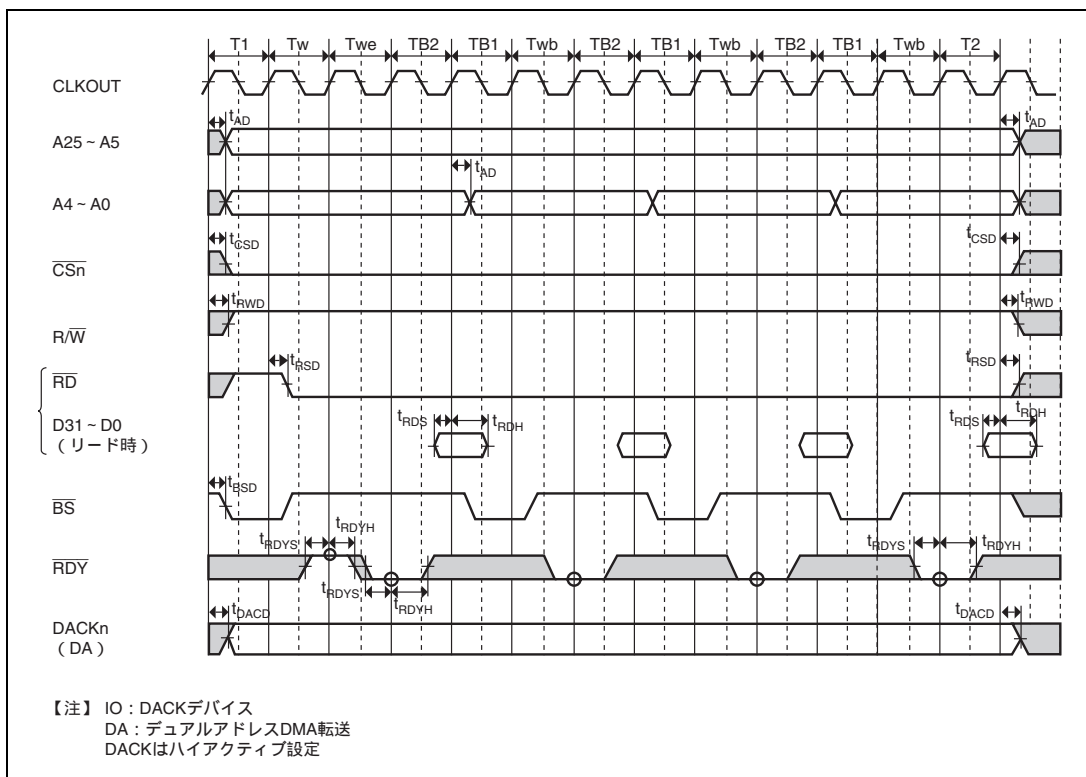 T1 Tw Twe TB2 TB1 Twb TB2 TB1 Twb TB2 TB1 Twb T2
CLKOUT
tAD tAD
A25 ~ A5
tAD
A4 ~ A0
tCSD tCSD
CSn
tRWD tRWD
R/W
tRSD tRSD
RD
tRDS tRDH tRDS tRDH
D31 ~ D0
（リード時）
tBSD
BS
tRDYS tRDYH tRDYS tRDYH
RDY
tRDYS tRDYH
tDACD tDACD
DACKn
（DA）
【注】 IO：DACKデバイス
DA：デュアルアドレスDMA転送
DACKはハイアクティブ設定